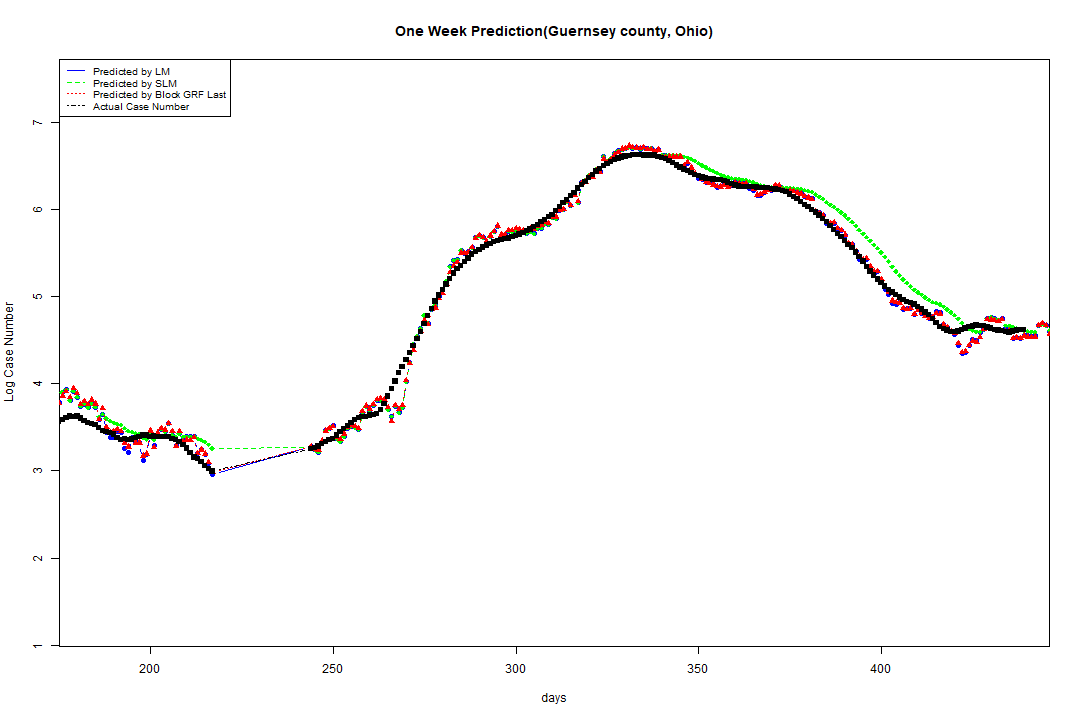 One Week Prediction(Guernsey county, Ohio)
Predicted by LM
Predicted by SLM
Predicted by Block GRF Last
Actual Case Number
7
6
5
4
3
2
1
Log Case Number
200 250 300 350 400
days